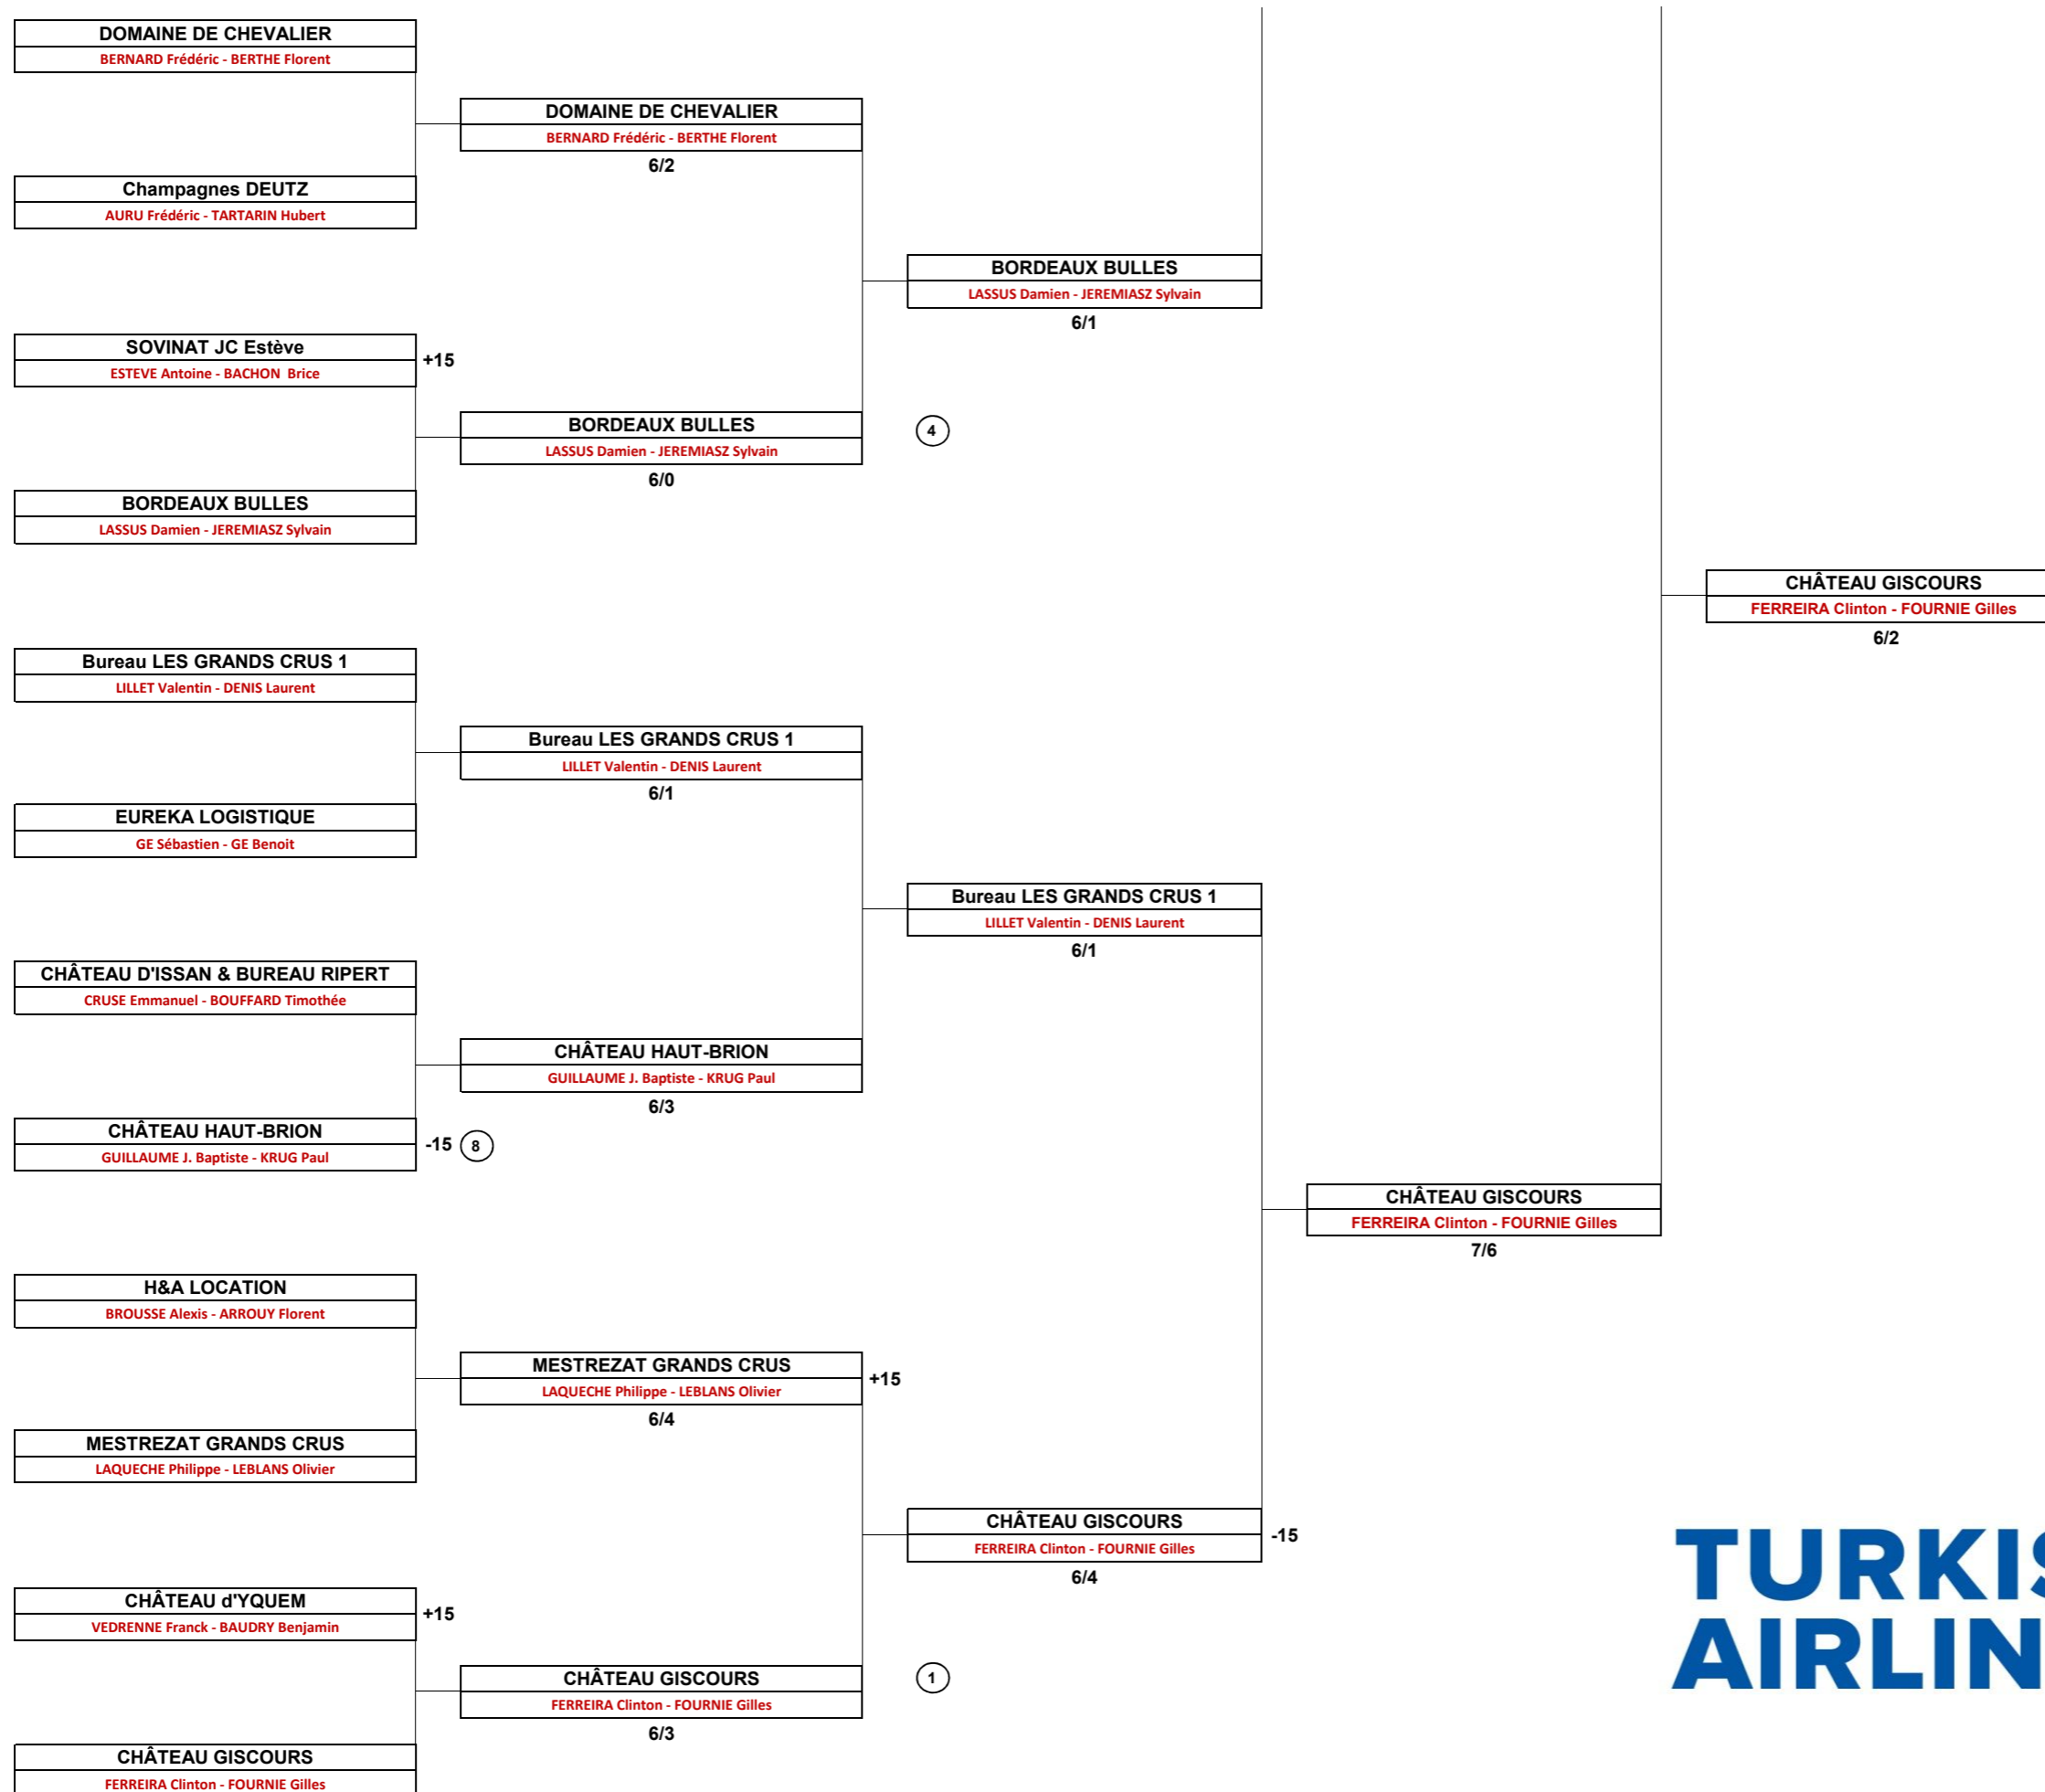 DOMAINE DE CHEVALIER
BERNARD Frédéric - BERTHE Florent
DOMAINE DE CHEVALIER
BERNARD Frédéric - BERTHE Florent
6/2
Champagnes DEUTZ
AURU Frédéric - TARTARIN Hubert
BORDEAUX BULLES
LASSUS Damien - JEREMIASZ Sylvain
6/1
SOVINAT JC Estève
+15
ESTEVE Antoine - BACHON  Brice
BORDEAUX BULLES
4
LASSUS Damien - JEREMIASZ Sylvain
6/0
BORDEAUX BULLES
LASSUS Damien - JEREMIASZ Sylvain
CHÂTEAU GISCOURS
FERREIRA Clinton - FOURNIE Gilles
6/2
Bureau LES GRANDS CRUS 1
LILLET Valentin - DENIS Laurent
Bureau LES GRANDS CRUS 1
LILLET Valentin - DENIS Laurent
6/1
EUREKA LOGISTIQUE
GE Sébastien - GE Benoit
Bureau LES GRANDS CRUS 1
LILLET Valentin - DENIS Laurent
6/1
CHÂTEAU D'ISSAN & BUREAU RIPERT
CRUSE Emmanuel - BOUFFARD Timothée
CHÂTEAU HAUT-BRION
GUILLAUME J. Baptiste - KRUG Paul
6/3
CHÂTEAU HAUT-BRION
-15 8
GUILLAUME J. Baptiste - KRUG Paul
CHÂTEAU GISCOURS
FERREIRA Clinton - FOURNIE Gilles
7/6
H&A LOCATION
BROUSSE Alexis - ARROUY Florent
MESTREZAT GRANDS CRUS
+15
LAQUECHE Philippe - LEBLANS Olivier
6/4
MESTREZAT GRANDS CRUS
LAQUECHE Philippe - LEBLANS Olivier
CHÂTEAU GISCOURS
-15
FERREIRA Clinton - FOURNIE Gilles
6/4
CHÂTEAU d'YQUEM
+15
VEDRENNE Franck - BAUDRY Benjamin
CHÂTEAU GISCOURS
1
FERREIRA Clinton - FOURNIE Gilles
6/3
CHÂTEAU GISCOURS
FERREIRA Clinton - FOURNIE Gilles
TURKIS
AIRLIN